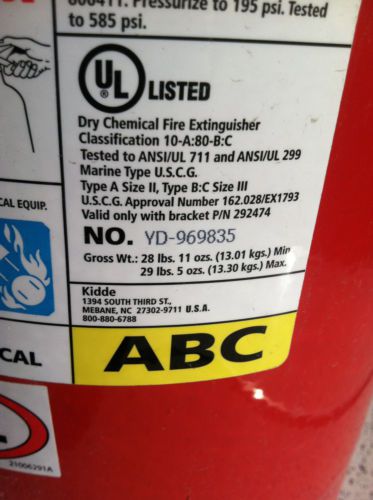 Pressurize to 195 psi. Tested
to 585 psi.
UL LISTED
Dry Chemical Fire Extinguisher
Classification 10-A:80-B:C
Tested to ANSI/UL 711 and ANSI/UL 299
Marine Type U.S.C.G.
Type A Size II, Type B:C Size III
U.S.C.G. Approval Number 162.028/EX1793
Valid only with bracket P/N 292474
NO. YD-969835
Gross Wt.: 28 lbs. 11 ozs. (13.01 kgs.) Min.
29 lbs. 5 ozs. (13.30 kgs.) Max.
Kidde
1394 SOUTH THIRD ST.,
MEBANE, NC 27302-9711 U.S.A.
800-880-6788
ABC
CAL EQUIP.
CAL
21006291A